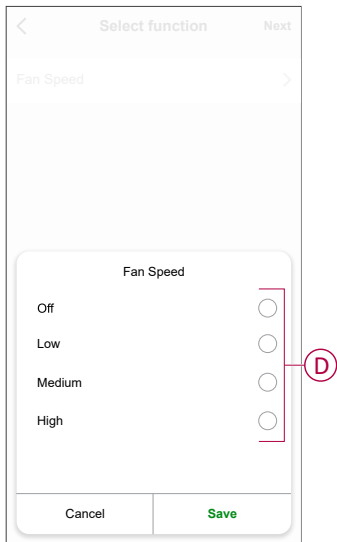 Select function Next
Fan Speed
Fan Speed
Off
Low
Medium
High
D
Cancel Save